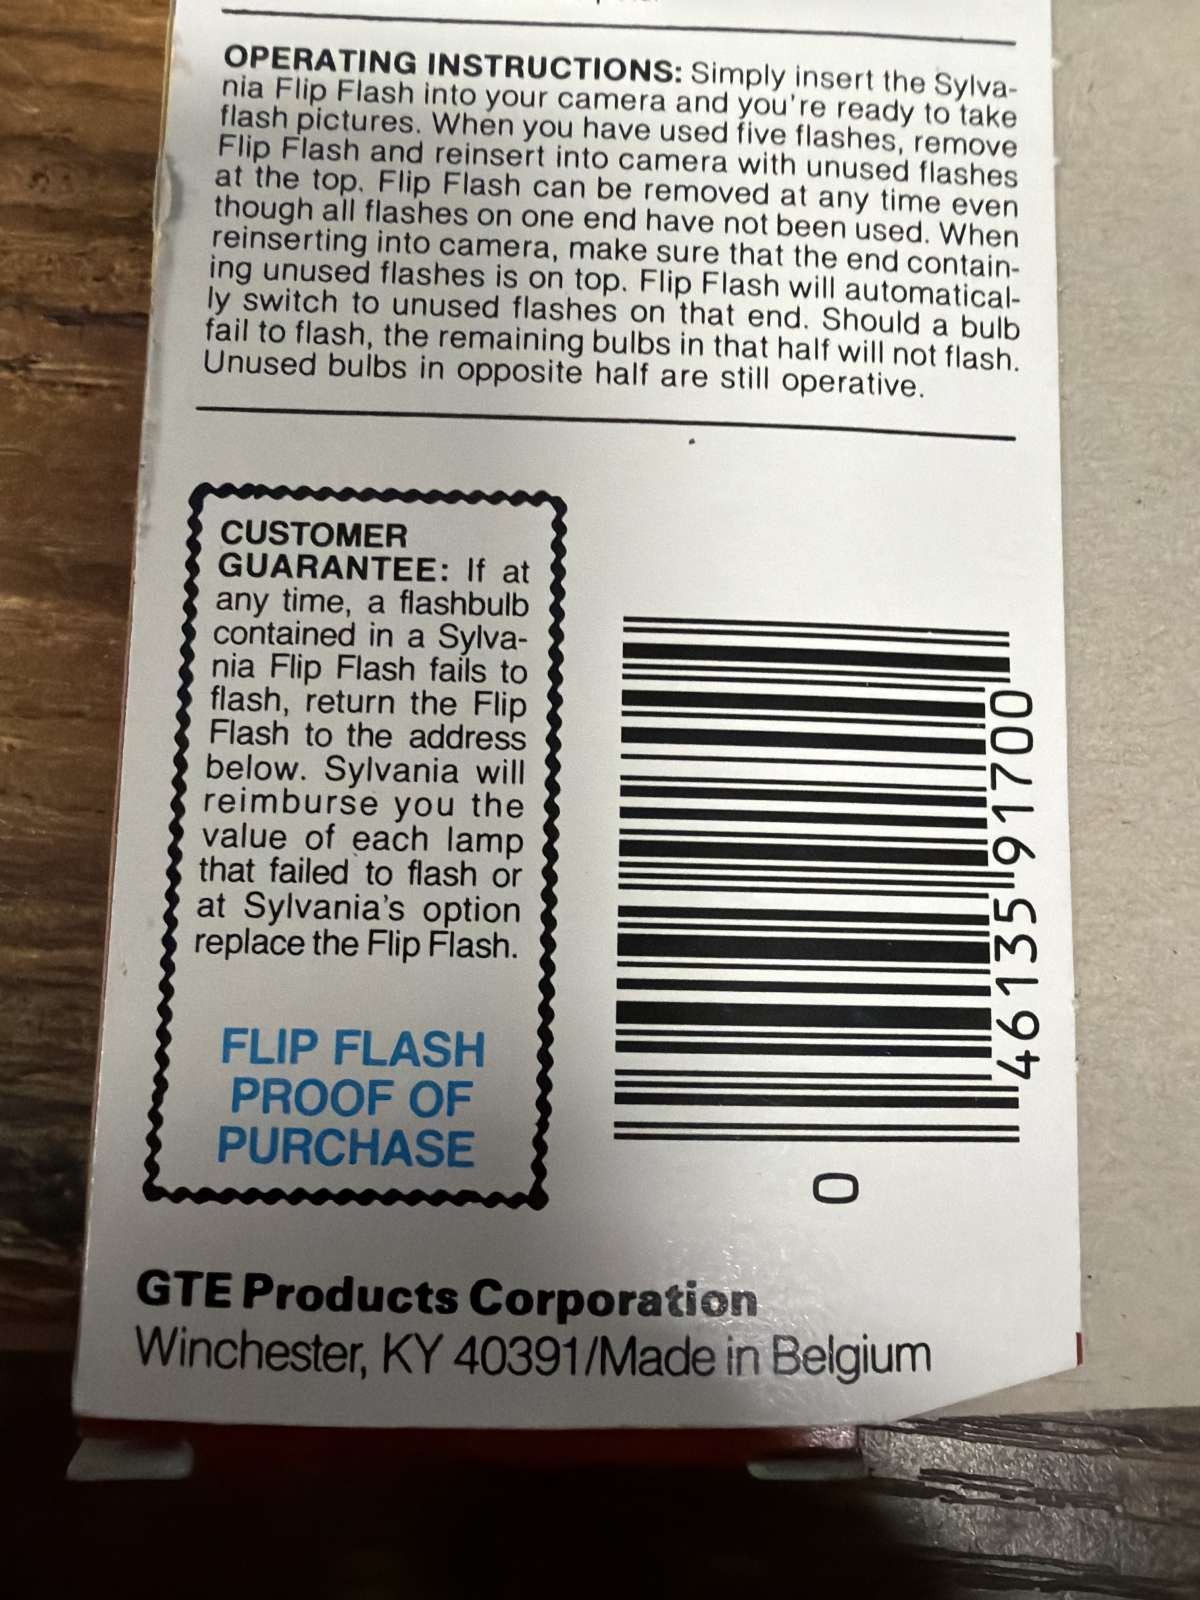 OPERATING INSTRUCTIONS: Simply insert the Sylva-
nia Flip Flash into your camera and you're ready to take
flash pictures. When you have used five flashes, remove
Flip Flash and reinsert into camera with unused flashes
at the top. Flip Flash can be removed at any time even
though all flashes on one end have not been used. When
reinserting into camera, make sure that the end contain-
ing unused flashes is on top. Flip Flash will automatical-
ly switch to unused flashes on that end. Should a bulb
fail to flash, the remaining bulbs in that half will not flash.
Unused bulbs in opposite half are still operative.
CUSTOMER
GUARANTEE: If at
any time, a flashbulb
contained in a Sylva-
nia Flip Flash fails to
flash, return the Flip
Flash to the address
below. Sylvania will
reimburse you the
value of each lamp
that failed to flash or
at Sylvania's option
replace the Flip Flash.
FLIP FLASH
PROOF OF
PURCHASE
0
46135 91700
GTE Products Corporation
Winchester, KY 40391/Made in Belgium